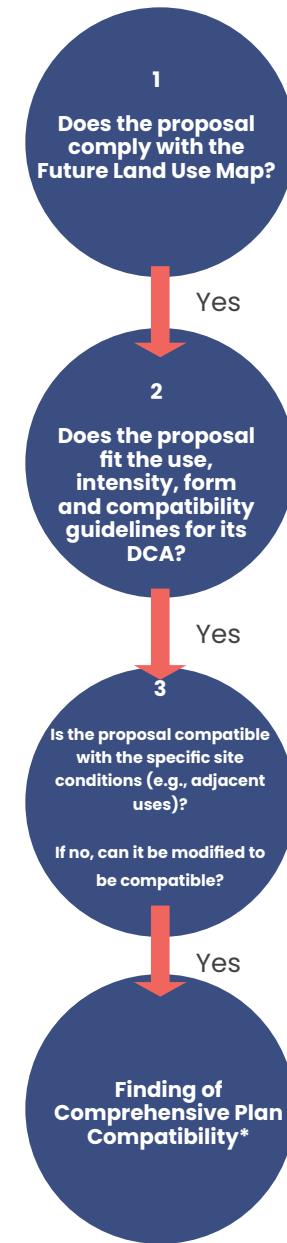 1
Does the proposal
comply with the
Future Land Use Map?
Yes
2
Does the proposal
fit the use,
intensity, form
and compatibility
guidelines for its
DCA?
Yes
3
Is the proposal compatible
with the specific site
conditions (e.g., adjacent
uses)?
If no, can it be modified to
be compatible?
Yes
Finding of
Comprehensive Plan
Compatibility*